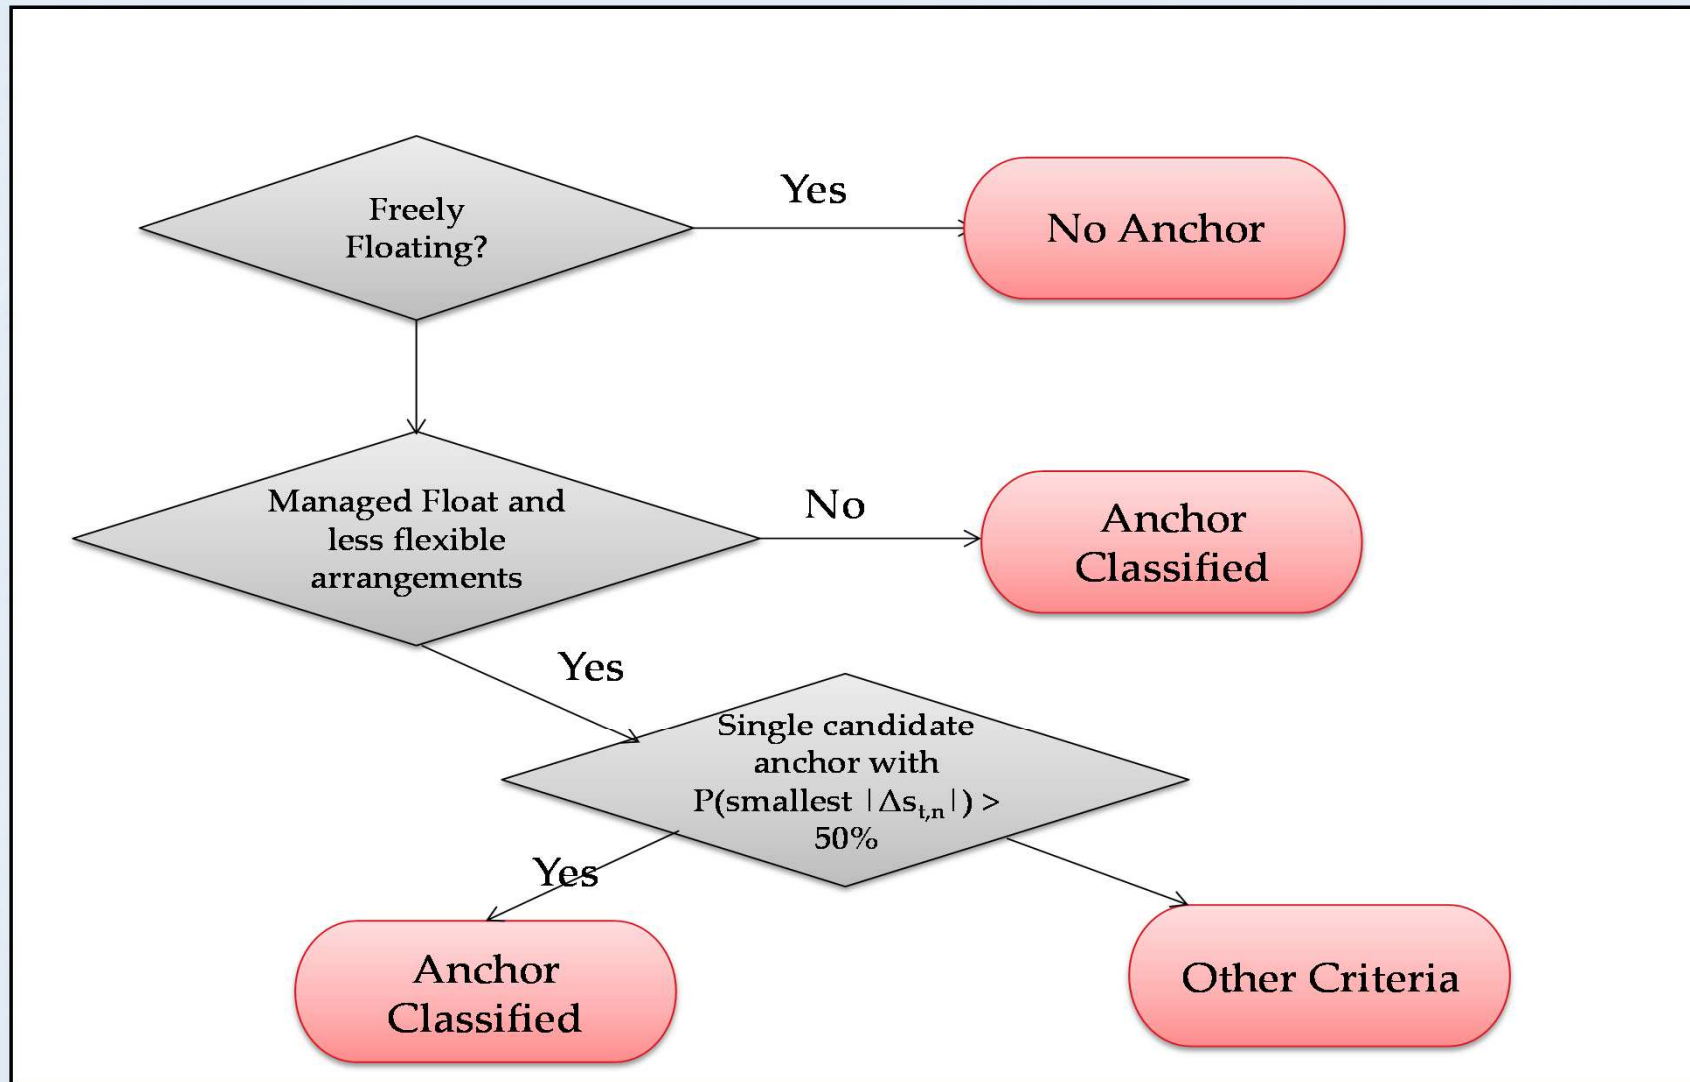 Freely
Floating?
Yes
No Anchor
Managed Float and
less flexible
arrangements
No
Anchor
Classified
Yes
Single candidate
anchor with
P(smallest |Δs_{t,n}|) >
50%
Yes
Anchor
Classified
Other Criteria